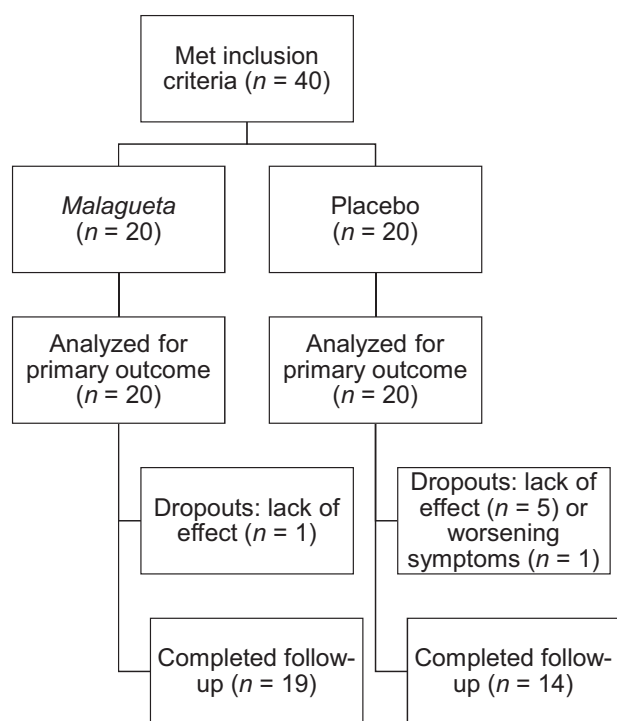 Met inclusion
criteria (n = 40)
Malagueta
(n = 20)
Placebo
(n = 20)
Analyzed for
primary outcome
(n = 20)
Analyzed for
primary outcome
(n = 20)
Dropouts: lack of
effect (n = 1)
Dropouts: lack of
effect (n = 5) or
worsening
symptoms (n = 1)
Completed follow-
up (n = 19)
Completed follow-
up (n = 14)